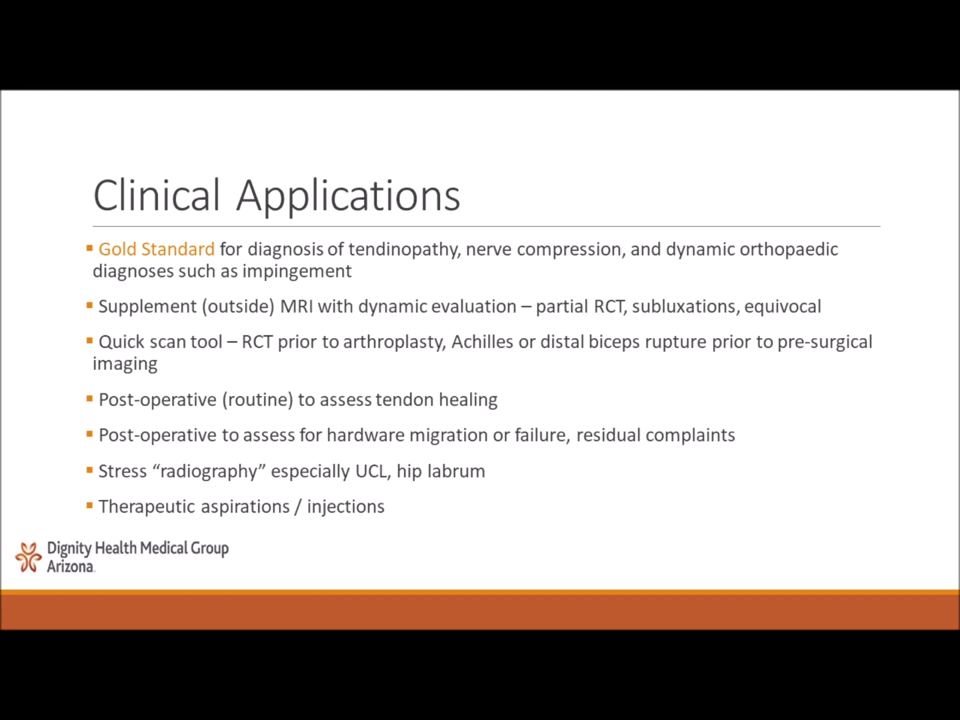 Clinical Applications
▪ Gold Standard for diagnosis of tendinopathy, nerve compression, and dynamic orthopaedic
diagnoses such as impingement
▪ Supplement (outside) MRI with dynamic evaluation – partial RCT, subluxations, equivocal
▪ Quick scan tool – RCT prior to arthroplasty, Achilles or distal biceps rupture prior to pre-surgical
imaging
▪ Post-operative (routine) to assess tendon healing
▪ Post-operative to assess for hardware migration or failure, residual complaints
▪ Stress “radiography” especially UCL, hip labrum
▪ Therapeutic aspirations / injections
Dignity Health Medical Group
Arizona.